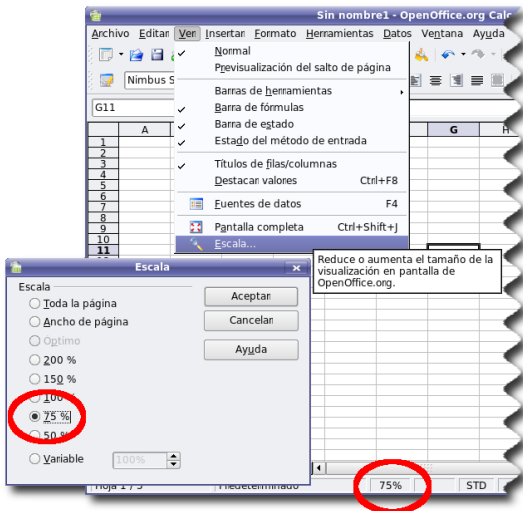 Sin nombre1 - OpenOffice.org Calc
Archivo Editar Ver Insertar Formato Herramientas Datos Ventana Ayuda
Normal
Previsualización del salto de página
Nimbus S
Barras de herramientas
G11
Barra de fórmulas
Barra de estado
A G H
Estado del método de entrada
1
2
3
Títulos de filas/columnas
4
5
Destacar valores Ctrl+F8
6
7
Fuentes de datos F4
8
9
Pantalla completa Ctrl+Shift+J
10
11
Escala...
Reduce o aumenta el tamaño de la
visualización en pantalla de
OpenOffice.org.
Escala
Escala
Toda la página
Aceptar
Ancho de página
Cancelar
Óptimo
Ayuda
200 %
150 %
100 %
75 %
50 %
Variable 100%
Hoja 1 / 3 Predeterminado 75% STD